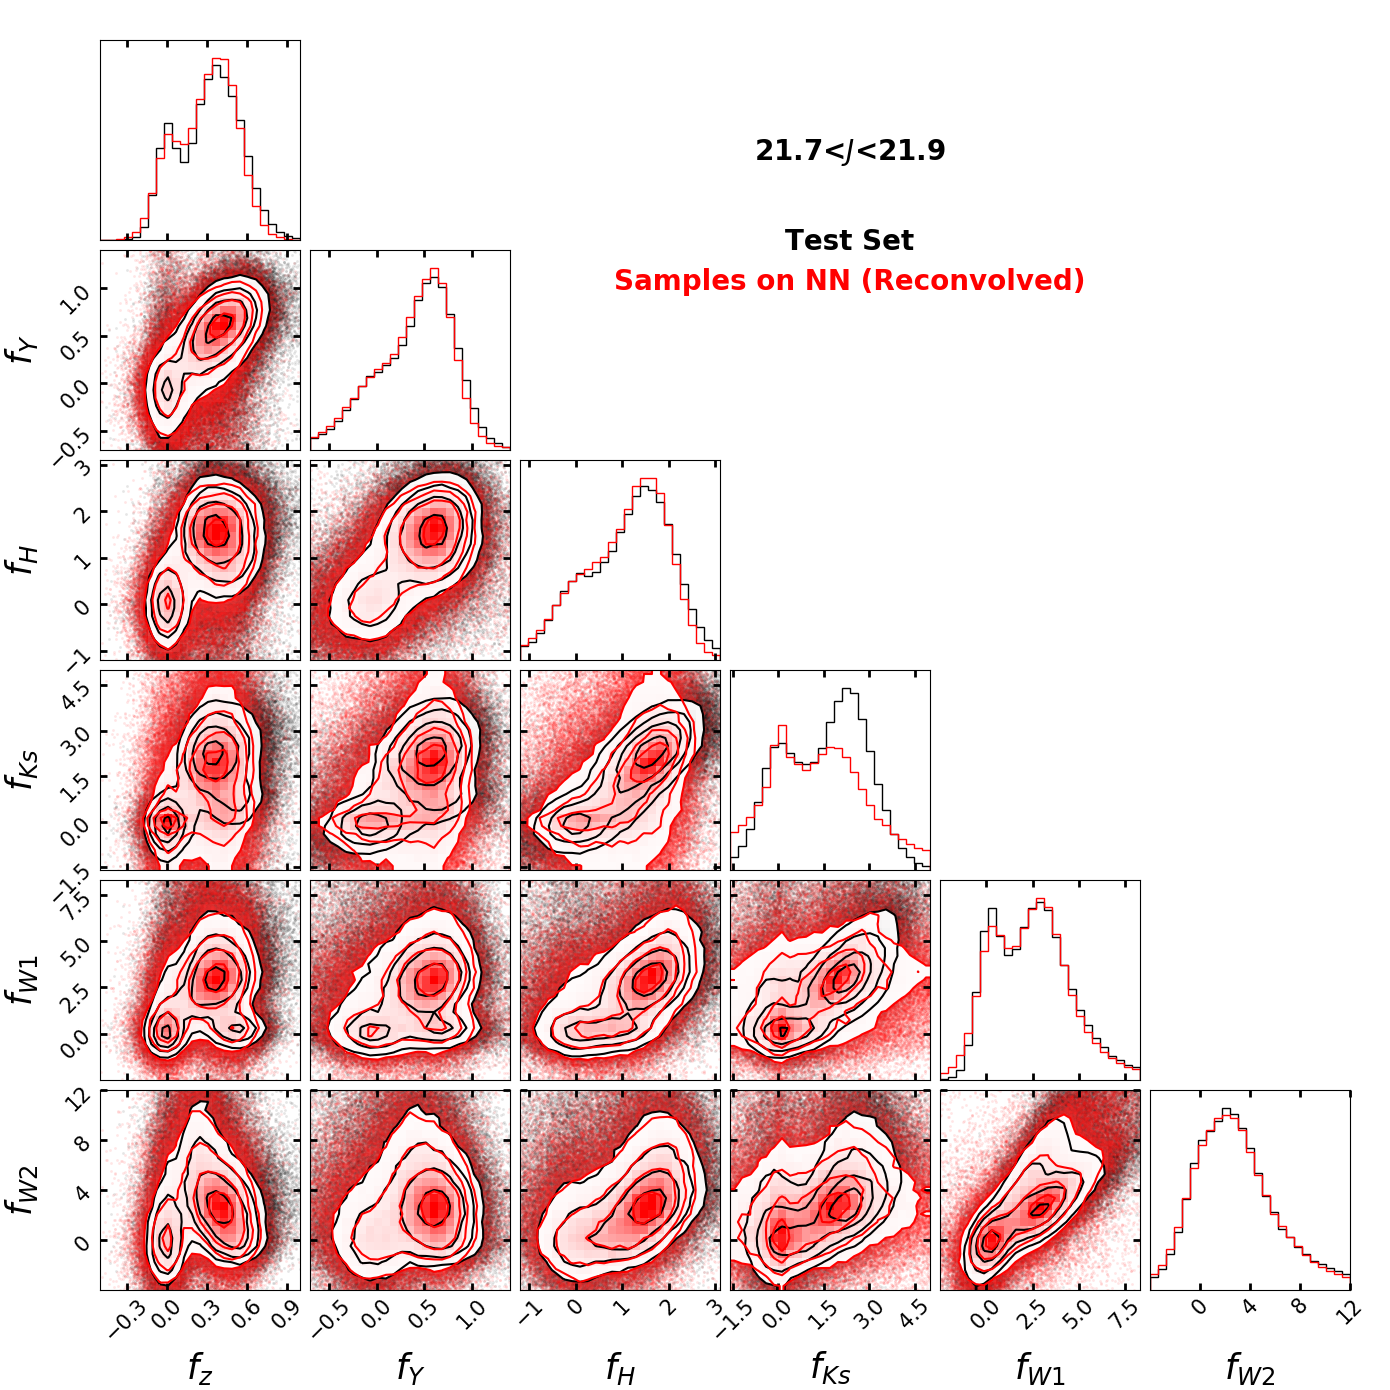 21.7<J<21.9
Test Set
Samples on NN (Reconvolved)
f_Y
1.0
0.5
0.0
−0.5
f_H
3
2
1
0
−1
f_Ks
4.5
3.0
1.5
0.0
−1.5
f_W1
7.5
5.0
2.5
0.0
f_W2
12
8
4
0
−0.3 0.0 0.3 0.6 0.9 −0.5 0.0 0.5 1.0 −1 0 1 2 3 −1.5 0.0 1.5 3.0 4.5 0.0 2.5 5.0 7.5 0 4 8 12
f_z f_Y f_H f_Ks f_W1 f_W2